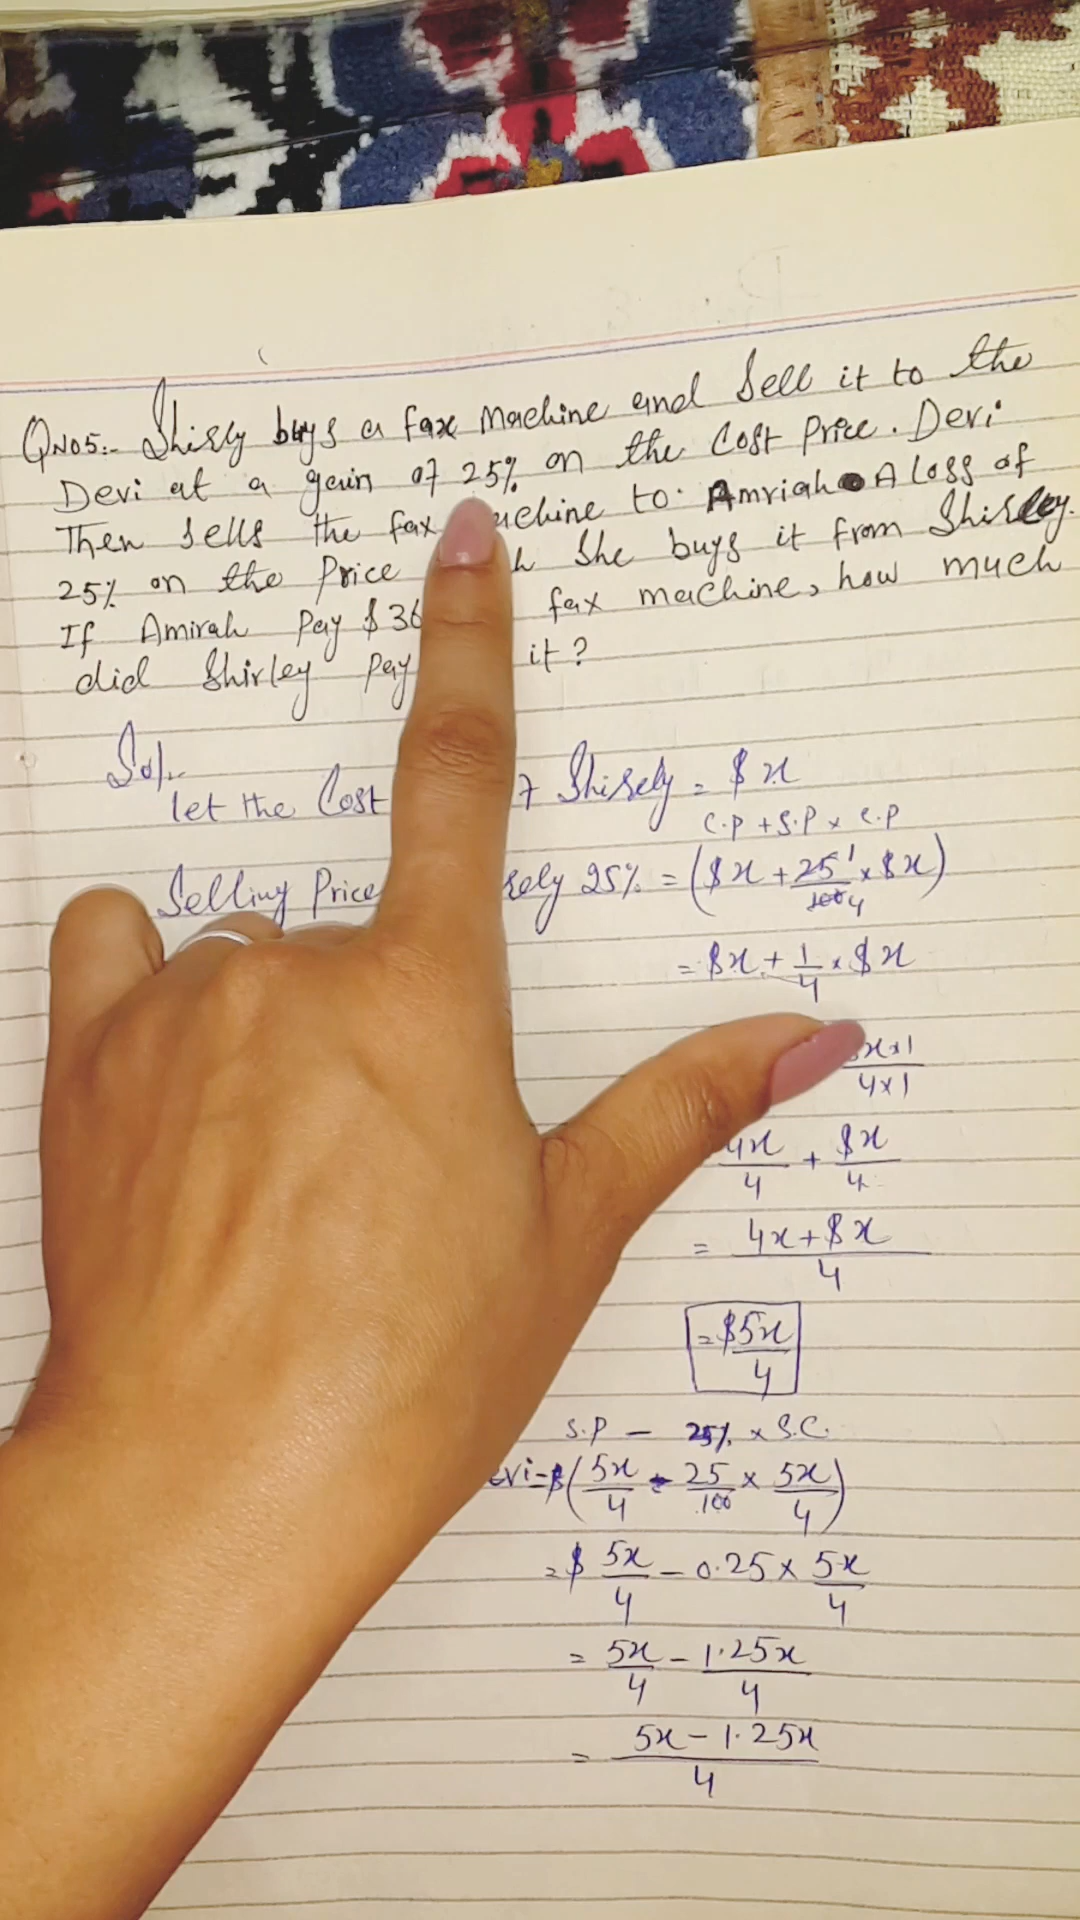 QNo5:- Shirly buys a fax machine and Sell it to the
Devi at a gain of 25% on the Cost Price. Devi
Then sells the fax to Amriah A loss of
25% on the Price She buys it from Shirley.
If Amirah Pay $ 36 fax machine, how much
did Shirley Pay it?
Sol:-
let the Cost Shirely = $x
C.P + S.P × C.P
Selling Price 25% = ($x + 25/100 1/4 × $x)
= $x + 1/4 × $x
x×1/4×1
4x/4 + $x/4
= 4x + $x/4
= $5x/4
S.P - 25% × S.C.
= $(5x/4 - 25/100 × 5x/4)
= $ 5x/4 - 0.25 × 5x/4
= 5x/4 - 1.25x/4
= 5x - 1.25x/4